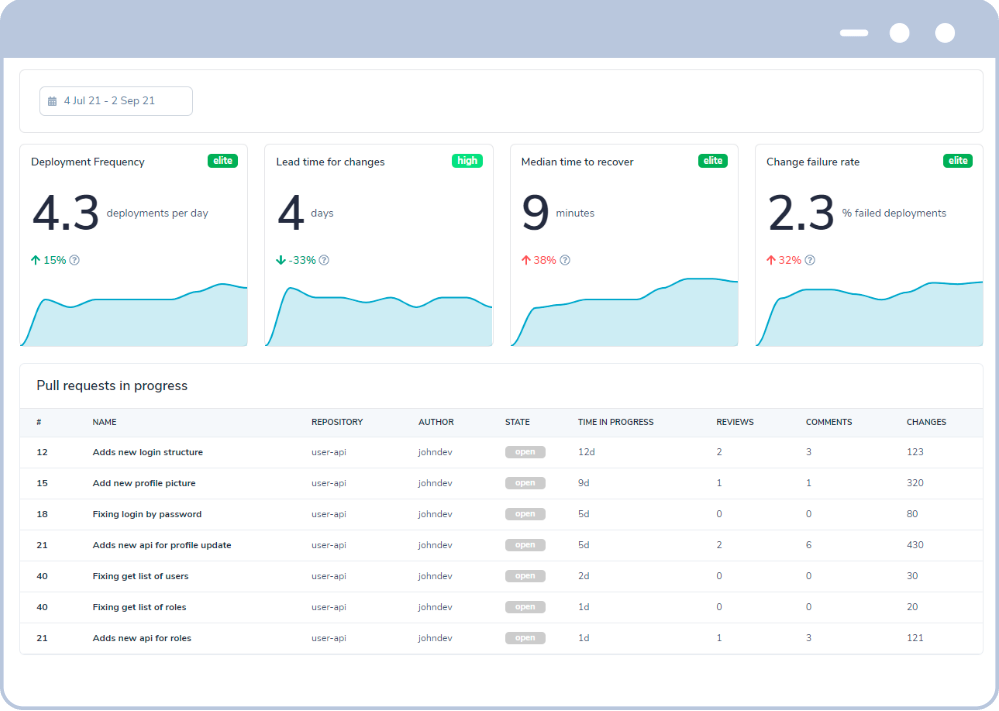 4 Jul 21 - 2 Sep 21
Deployment Frequency elite
4.3 deployments per day
15% ?
Lead time for changes high
4 days
-33% ?
Median time to recover elite
9 minutes
38% ?
Change failure rate elite
2.3 % failed deployments
32% ?
Pull requests in progress
# NAME REPOSITORY AUTHOR STATE TIME IN PROGRESS REVIEWS COMMENTS CHANGES
12 Adds new login structure user-api johndev open 12d 2 3 123
15 Add new profile picture user-api johndev open 9d 1 1 320
18 Fixing login by password user-api johndev open 5d 0 0 80
21 Adds new api for profile update user-api johndev open 5d 2 6 430
40 Fixing get list of users user-api johndev open 2d 0 0 30
40 Fixing get list of roles user-api johndev open 1d 0 0 20
21 Adds new api for roles user-api johndev open 1d 1 3 121